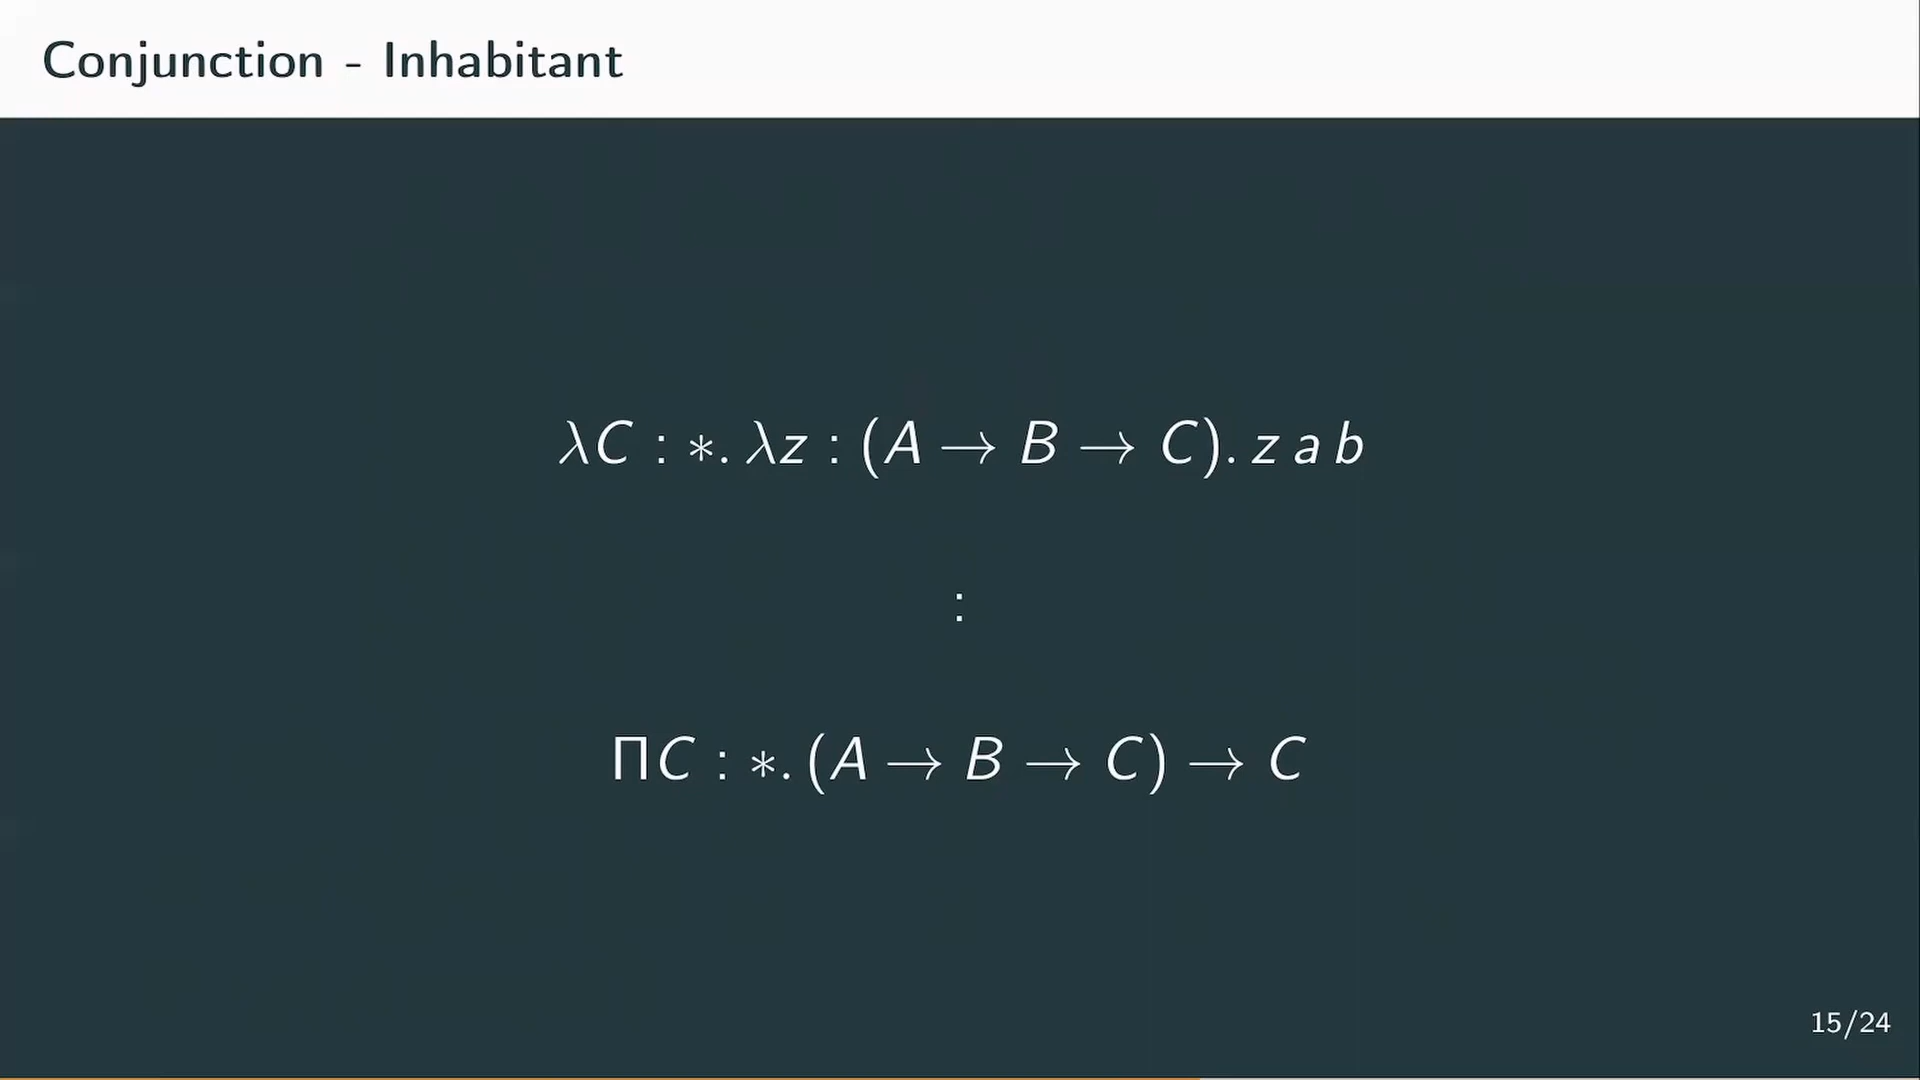 Conjunction - Inhabitant
λC : ∗. λz : (A → B → C). z a b
:
ΠC : ∗. (A → B → C) → C
15/24